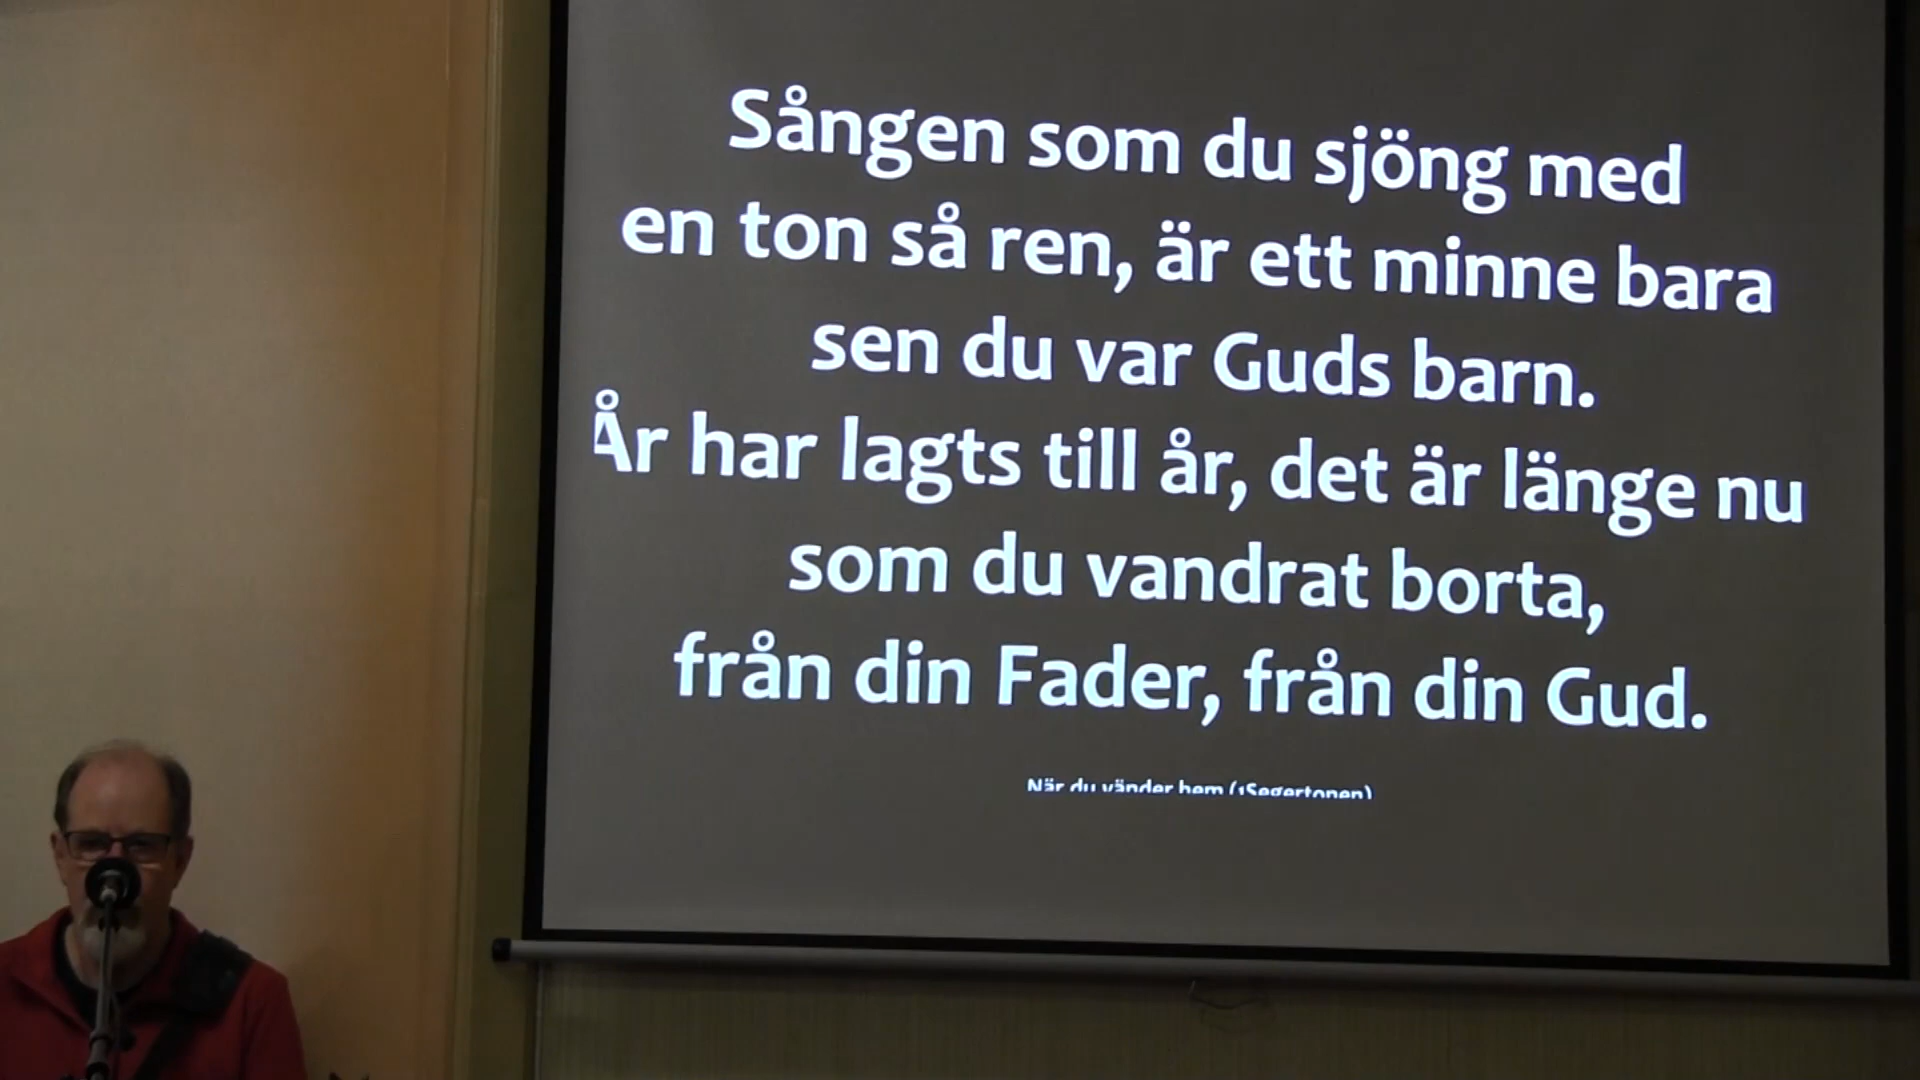 Sången som du sjöng med
en ton så ren, är ett minne bara
sen du var Guds barn.
År har lagts till år, det är länge nu
som du vandrat borta,
från din Fader, från din Gud.
När du vänder hem (1Segertonen)